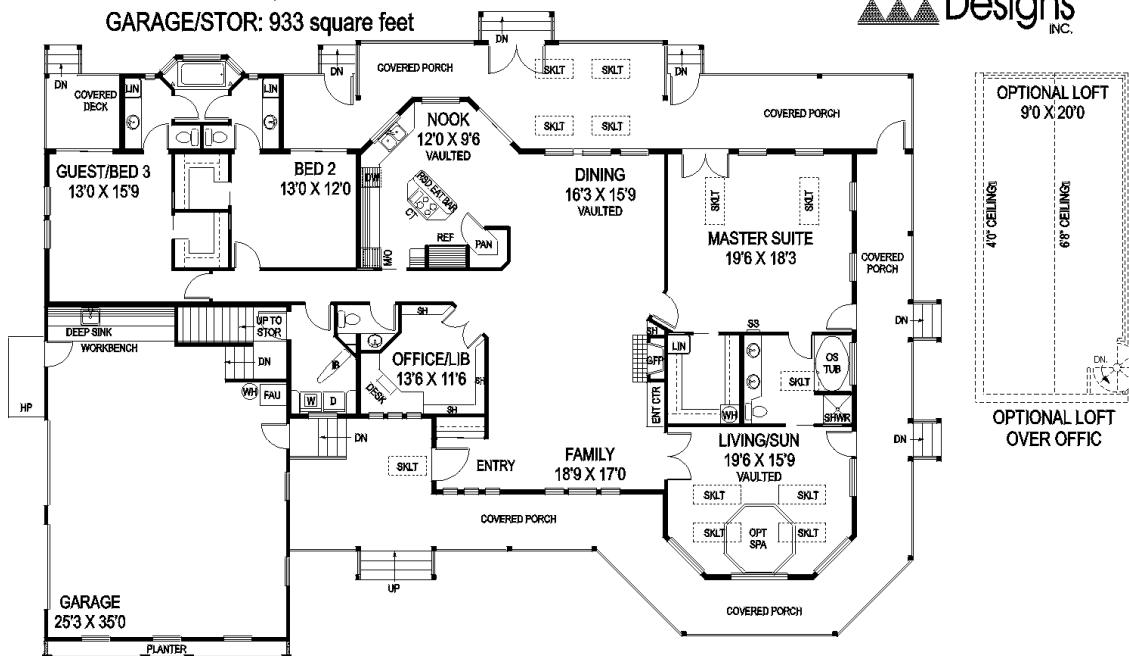 GARAGE/STOR: 933 square feet
Designs
INC.
DN
DN
DN
DN
COVERED PORCH
SKLT
SKLT
COVERED
DECK
LIN
LIN
COVERED PORCH
OPTIONAL LOFT
9'0 X 20'0
NOOK
12'0 X 9'6
VAULTED
SKLT
SKLT
GUEST/BED 3
13'0 X 15'9
BED 2
13'0 X 12'0
DW
RSD EAT BAR
CT
DINING
16'3 X 15'9
VAULTED
SKLT
SKLT
4'0" CEILING
6'8" CEILING
REF
PAN
M/O
MASTER SUITE
19'6 X 18'3
COVERED
PORCH
DEEP SINK
WORKBENCH
UP TO
STOR
SH
SH
SS
DN
DN
OFFICE/LIB
13'6 X 11'6
SH
DESK
SH
IB
GFP
LIN
OS
TUB
SKLT
DN
HP
WH
FAU
W
D
ENT CTR
WH
SHWR
OPTIONAL LOFT
OVER OFFIC
DN
SKLT
ENTRY
FAMILY
18'9 X 17'0
LIVING/SUN
19'6 X 15'9
VAULTED
DN
SKLT
SKLT
COVERED PORCH
SKLT
OPT
SPA
SKLT
UP
GARAGE
25'3 X 35'0
COVERED PORCH
PLANTER